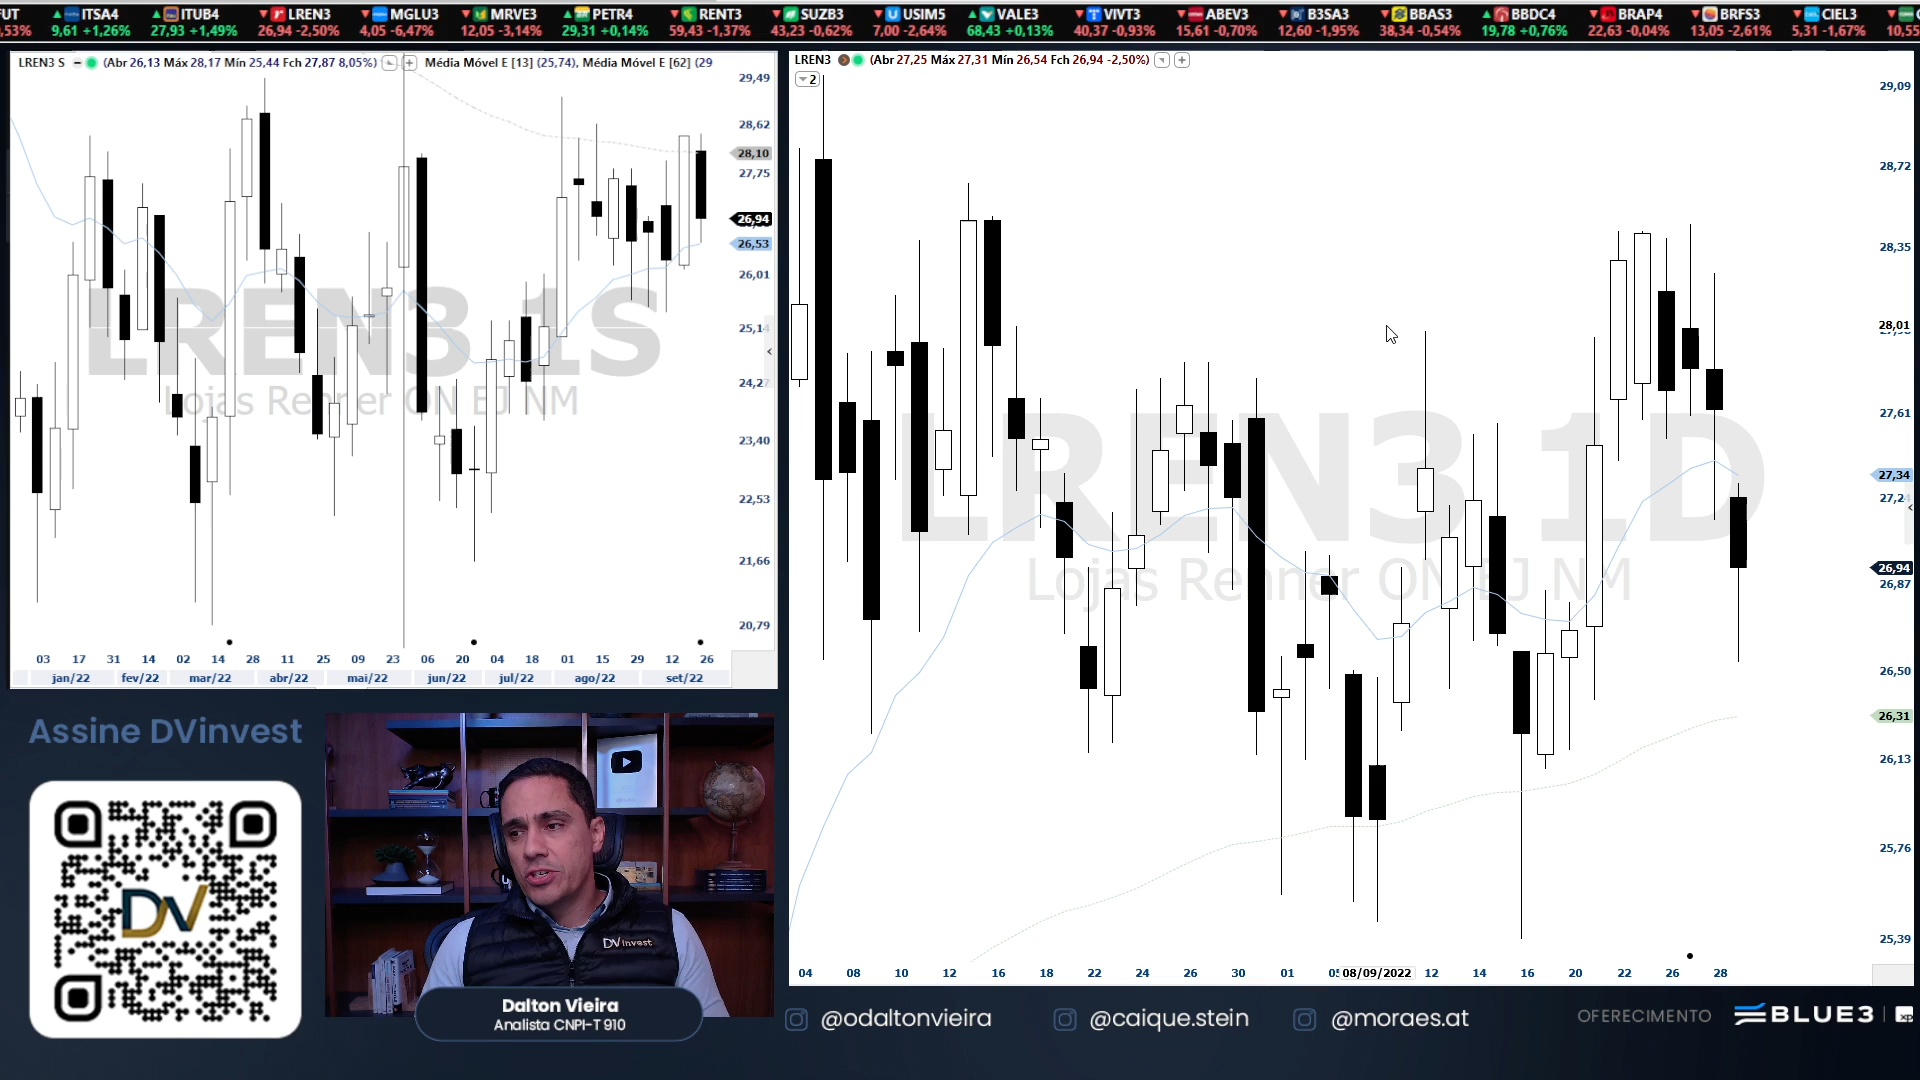 FUT ITSA4 ITUB4 LREN3 MGLU3 MRVE3 PETR4 RENT3 SUZB3 USIM5 VALE3 VIVT3 ABEV3 B3SA3 BBAS3 BBDC4 BRAP4 BRFS3 CIEL3
,53% 9,61 +1,26% 27,93 +1,49% 26,94 -2,50% 4,05 -6,47% 12,05 -3,14% 29,31 +0,14% 59,43 -1,37% 43,23 -0,62% 7,00 -2,64% 68,43 +0,13% 40,37 -0,93% 15,61 -0,70% 12,60 -1,95% 38,34 -0,54% 19,78 +0,76% 22,63 -0,04% 13,05 -2,61% 5,31 -1,67% 10,55
LREN3 S (Abr 26,13 Máx 28,17 Mín 25,44 Fch 27,87 8,05%) Média Móvel E [13] (25,74), Média Móvel E [62] (29
29,49
28,62
28,10
27,75
26,94
26,53
26,01
25,14
24,27
23,40
22,53
21,66
20,79
LREN3 1S
Lojas Renner ON EJ NM
03 17 31 14 02 14 28 11 25 09 23 06 20 04 18 01 15 29 12 26
jan/22 fev/22 mar/22 abr/22 mai/22 jun/22 jul/22 ago/22 set/22
LREN3 (Abr 27,25 Máx 27,31 Mín 26,54 Fch 26,94 -2,50%)
2
29,09
28,72
28,35
28,01
27,61
27,34
27,24
26,94
26,87
26,50
26,31
26,13
25,76
25,39
LREN3 1D
Lojas Renner ON EJ NM
04 08 10 12 16 18 22 24 26 30 01 05 08/09/2022 12 14 16 20 22 26 28
Assine DVinvest
DV
DVinvest
Dalton Vieira
Analista CNPI-T 910
@odaltonvieira @caique.stein @moraes.at
OFERECIMENTO BLUE3 xp